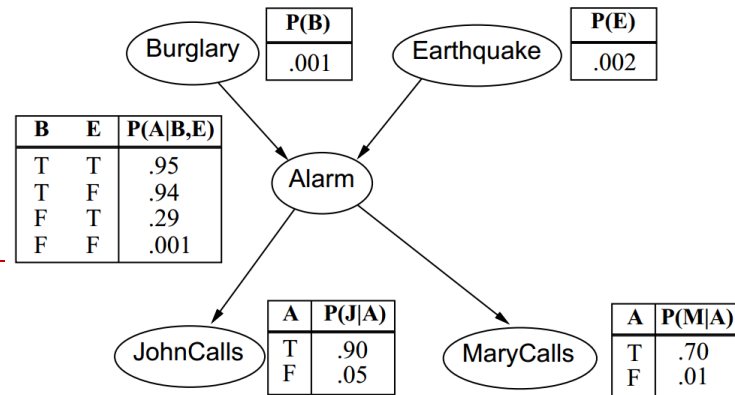 Burglary
P(B)
.001
Earthquake
P(E)
.002
B E P(A|B,E)
T T .95
T F .94
F T .29
F F .001
Alarm
JohnCalls
A P(J|A)
T .90
F .05
MaryCalls
A P(M|A)
T .70
F .01